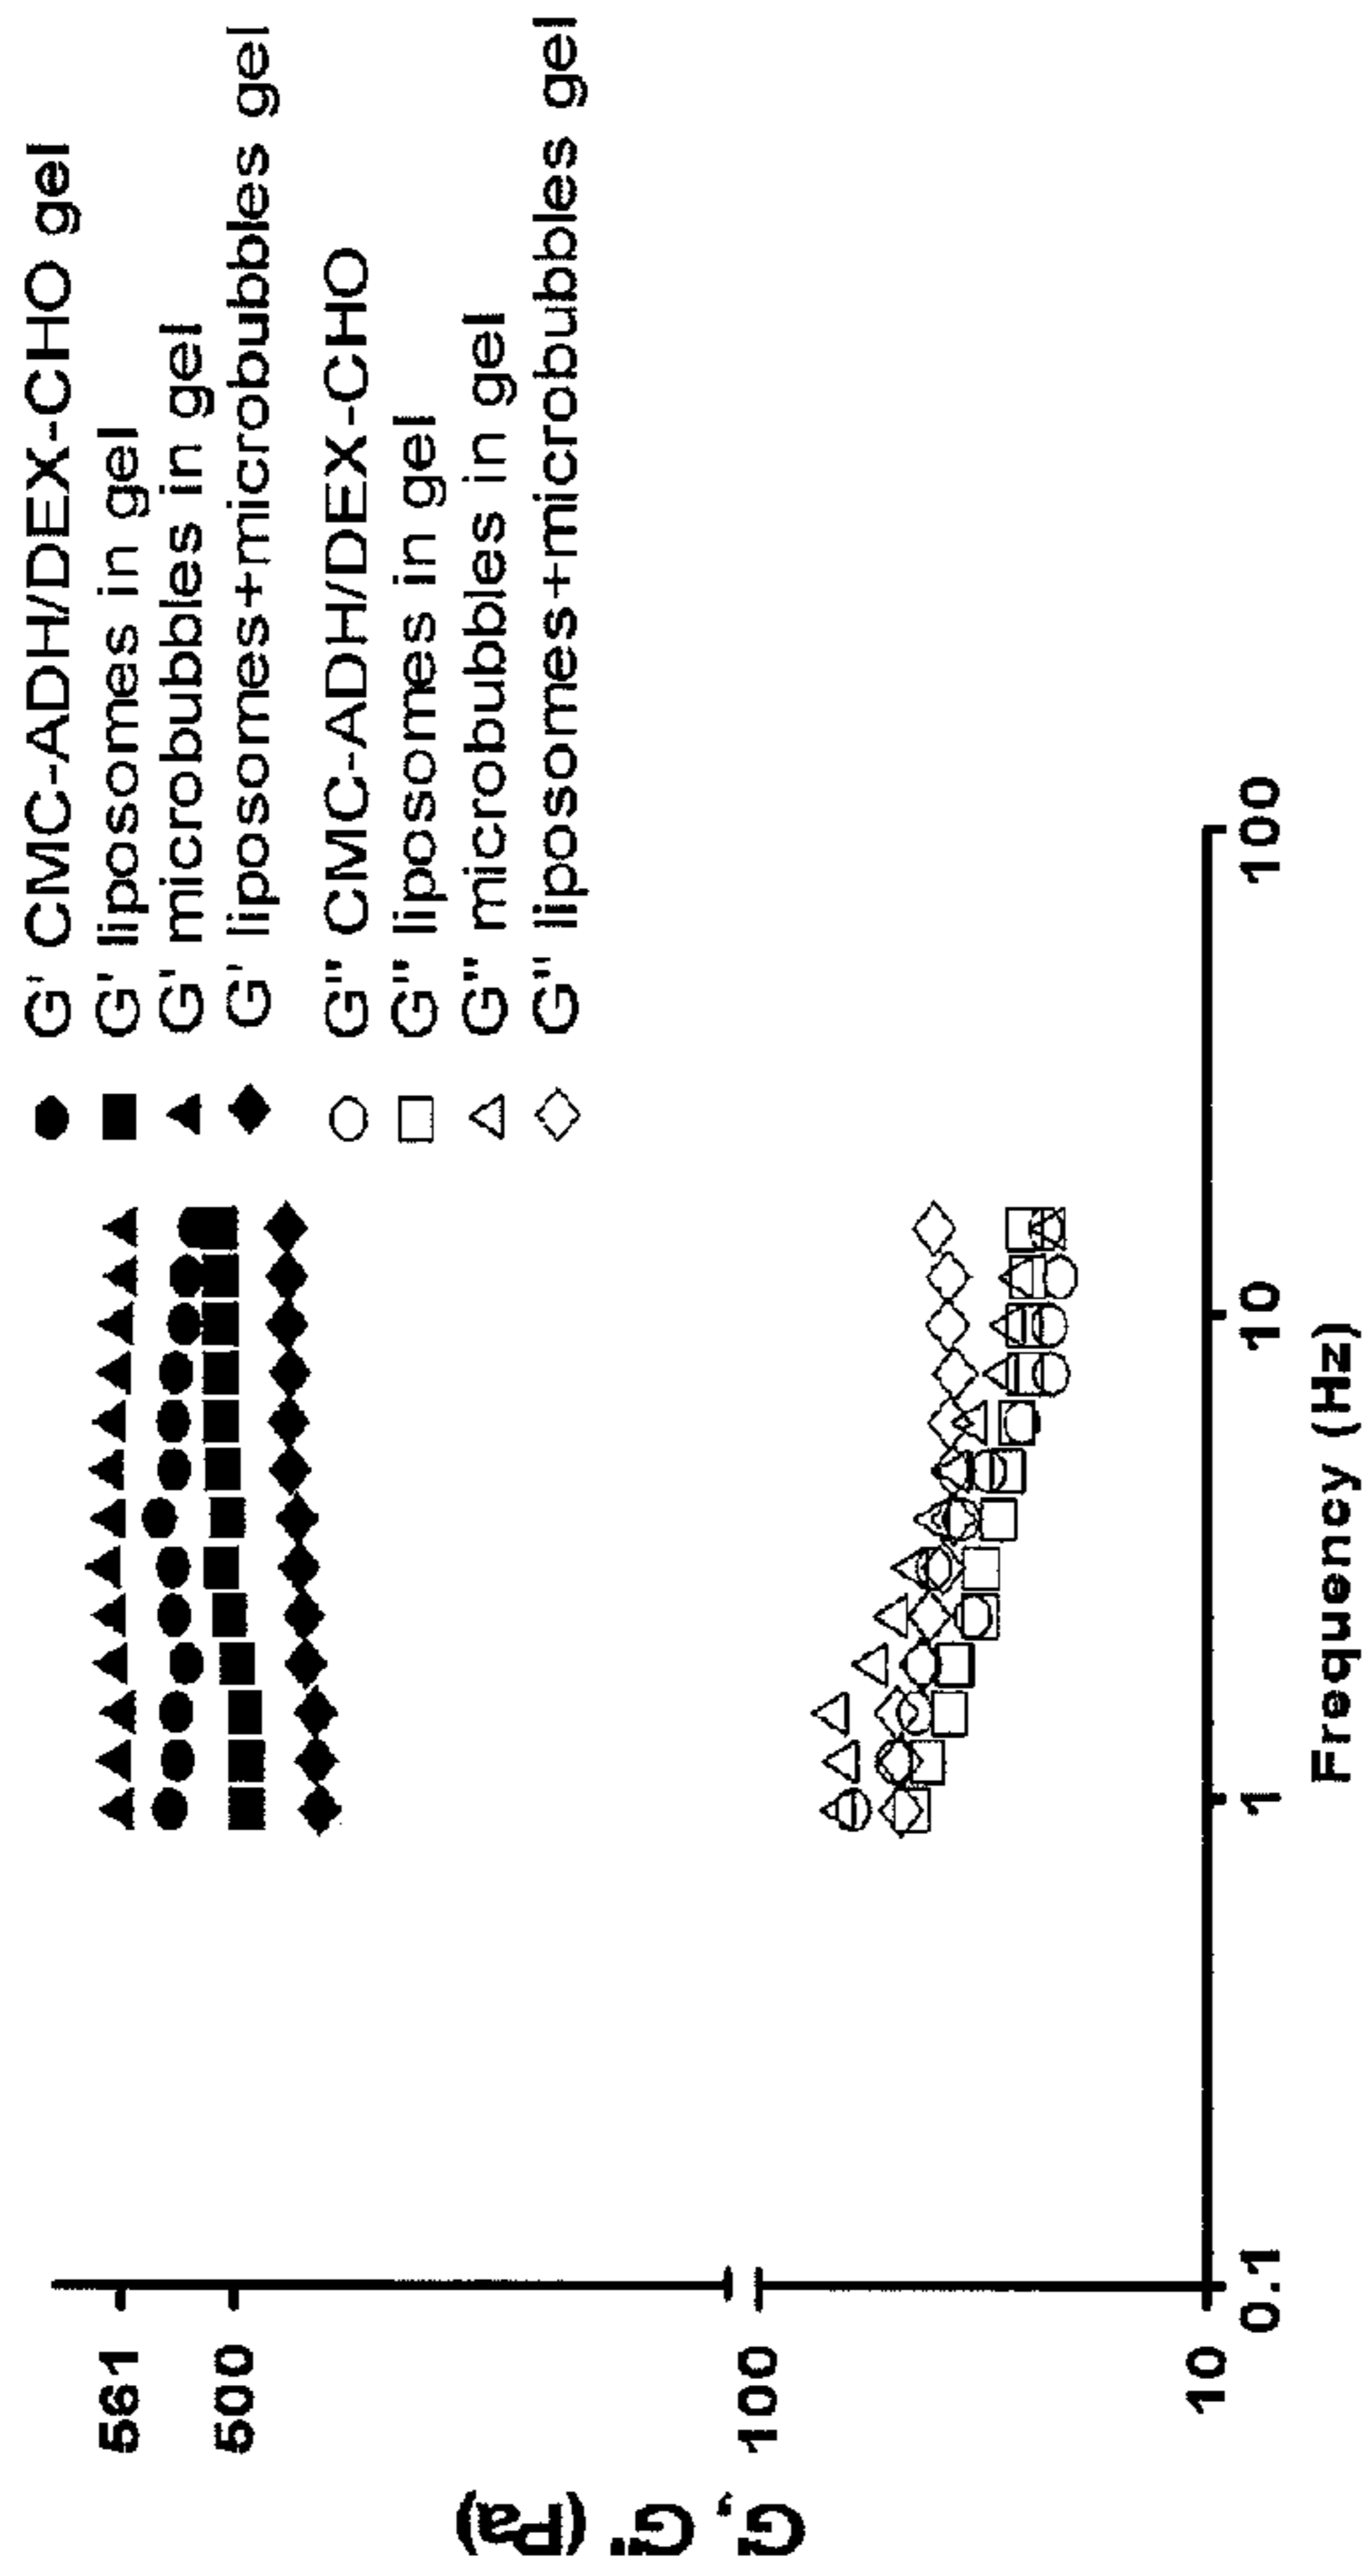 G' CMC-ADH/DEX-CHO gel
G' liposomes in gel
G' microbubbles in gel
G' liposomes+microbubbles gel
G'' CMC-ADH/DEX-CHO
G'' liposomes in gel
G'' microbubbles in gel
G'' liposomes+microbubbles gel
G', G'' (Pa)
561
500
100
10
0.1
1
10
100
Frequency (Hz)